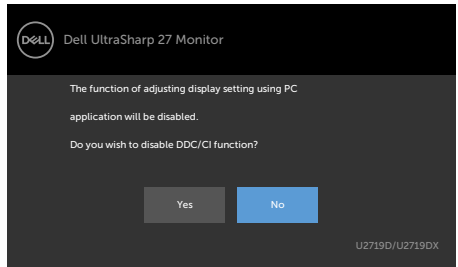 DELL
Dell UltraSharp 27 Monitor
The function of adjusting display setting using PC
application will be disabled.
Do you wish to disable DDC/CI function?
Yes
No
U2719D/U2719DX